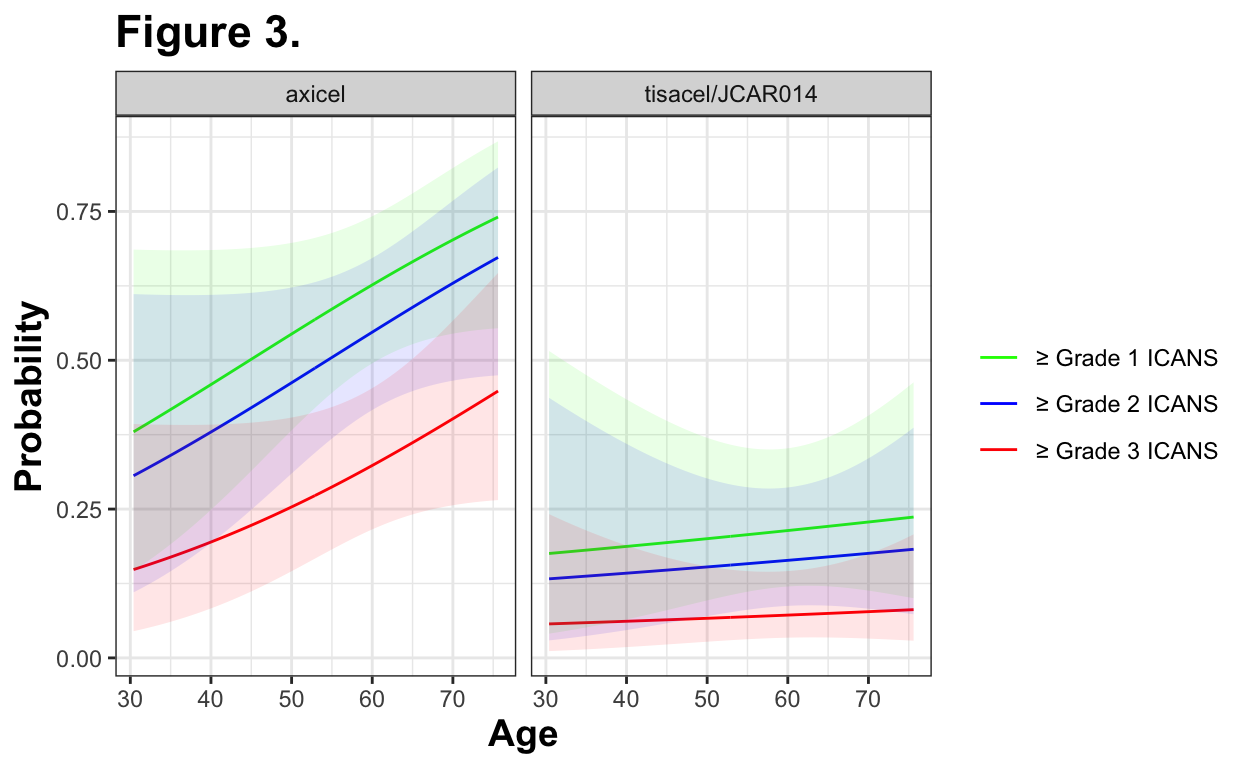 Figure 3.
axicel
tisacel/JCAR014
Probability
0.75
0.50
0.25
0.00
30 40 50 60 70
30 40 50 60 70
Age
≥ Grade 1 ICANS
≥ Grade 2 ICANS
≥ Grade 3 ICANS